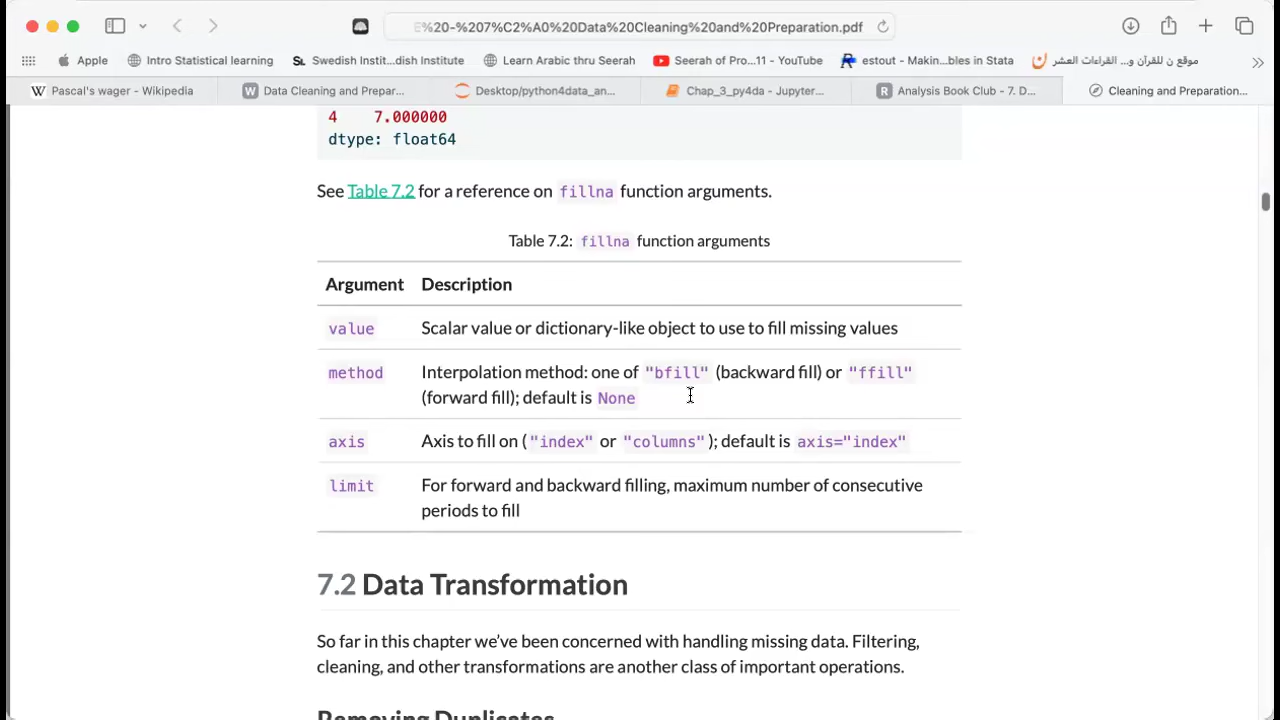 E%20-%207%C2%A0%20Data%20Cleaning%20and%20Preparation.pdf
Apple
Intro Statistical learning
SL Swedish Instit...dish Institute
Learn Arabic thru Seerah
Seerah of Pro...11 - YouTube
estout - Makin...bles in Stata
موقع ن للقرآن و... القراءات العشر
W Pascal's wager - Wikipedia
W Data Cleaning and Prepar...
Desktop/python4data_an...
Chap_3_py4da - Jupyter...
R Analysis Book Club - 7. D...
Cleaning and Preparation...
4 7.000000
dtype: float64
See Table 7.2 for a reference on fillna function arguments.
Table 7.2: fillna function arguments
Argument Description
value Scalar value or dictionary-like object to use to fill missing values
method Interpolation method: one of "bfill" (backward fill) or "ffill"
(forward fill); default is None
axis Axis to fill on ("index" or "columns"); default is axis="index"
limit For forward and backward filling, maximum number of consecutive
periods to fill
7.2 Data Transformation
So far in this chapter we've been concerned with handling missing data. Filtering,
cleaning, and other transformations are another class of important operations.
Removing Duplicates